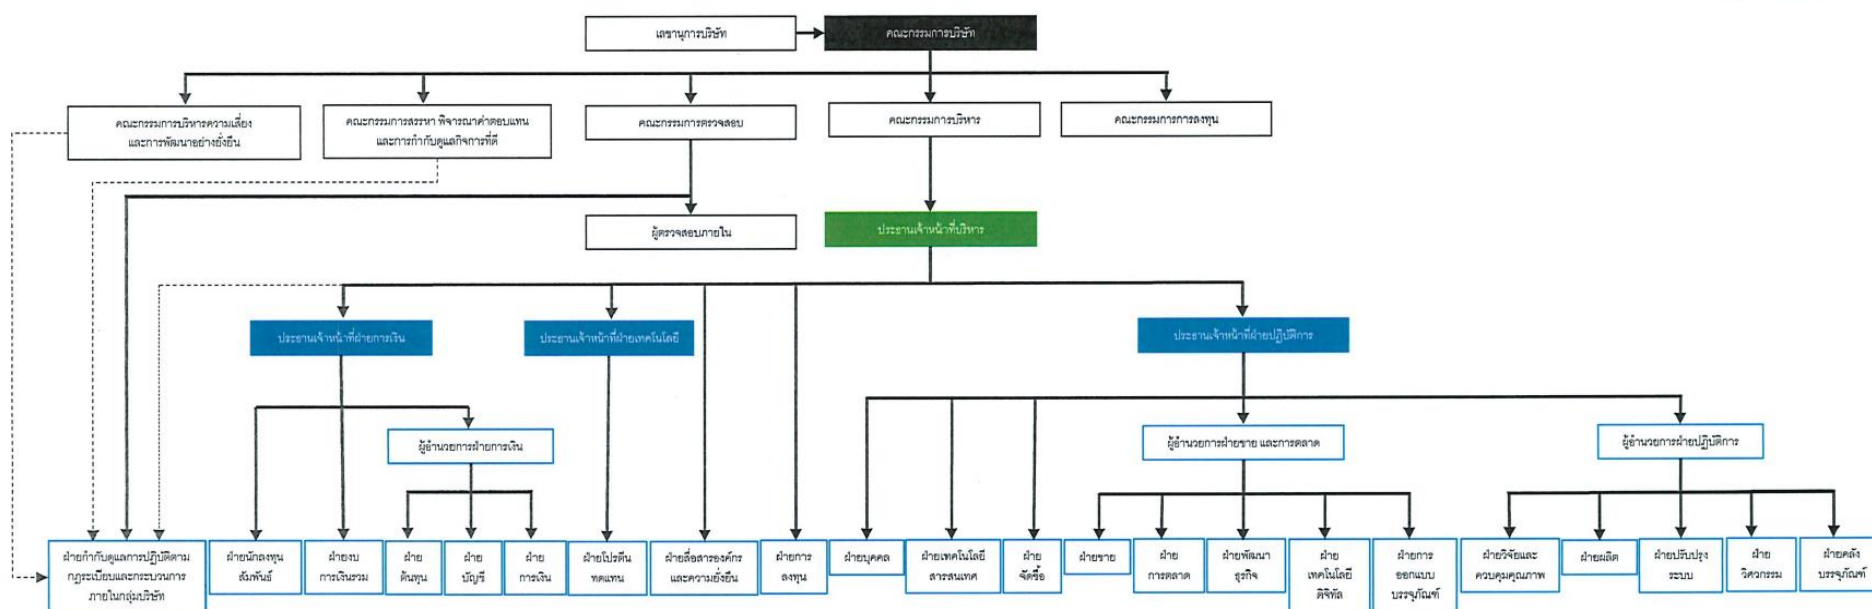 เลขานุการบริษัท
คณะกรรมการบริษัท
คณะกรรมการบริหารความเสี่ยง
และการพัฒนาอย่างยั่งยืน
คณะกรรมการสรรหา พิจารณาค่าตอบแทน
และการกำกับดูแลกิจการที่ดี
คณะกรรมการตรวจสอบ
คณะกรรมการบริหาร
คณะกรรมการการลงทุน
ผู้ตรวจสอบภายใน
ประธานเจ้าหน้าที่บริหาร
ประธานเจ้าหน้าที่ฝ่ายการเงิน
ประธานเจ้าหน้าที่ฝ่ายเทคโนโลยี
ประธานเจ้าหน้าที่ฝ่ายปฏิบัติการ
ผู้อำนวยการฝ่ายการเงิน
ผู้อำนวยการฝ่ายขาย และการตลาด
ผู้อำนวยการฝ่ายปฏิบัติการ
ฝ่ายกำกับดูแลการปฏิบัติตาม
กฎระเบียบและกระบวนการ
ภายในกลุ่มบริษัท
ฝ่ายนักลงทุน
สัมพันธ์
ฝ่ายงบ
การเงินรวม
ฝ่าย
ต้นทุน
ฝ่าย
บัญชี
ฝ่าย
การเงิน
ฝ่ายโปรตีน
ทดแทน
ฝ่ายสื่อสารองค์กร
และความยั่งยืน
ฝ่ายการ
ลงทุน
ฝ่ายบุคคล
ฝ่ายเทคโนโลยี
สารสนเทศ
ฝ่าย
จัดซื้อ
ฝ่ายขาย
ฝ่าย
การตลาด
ฝ่ายพัฒนา
ธุรกิจ
ฝ่าย
เทคโนโลยี
ดิจิทัล
ฝ่ายการ
ออกแบบ
บรรจุภัณฑ์
ฝ่ายวิจัยและ
ควบคุมคุณภาพ
ฝ่ายผลิต
ฝ่ายปรับปรุง
ระบบ
ฝ่าย
วิศวกรรม
ฝ่ายคลัง
บรรจุภัณฑ์